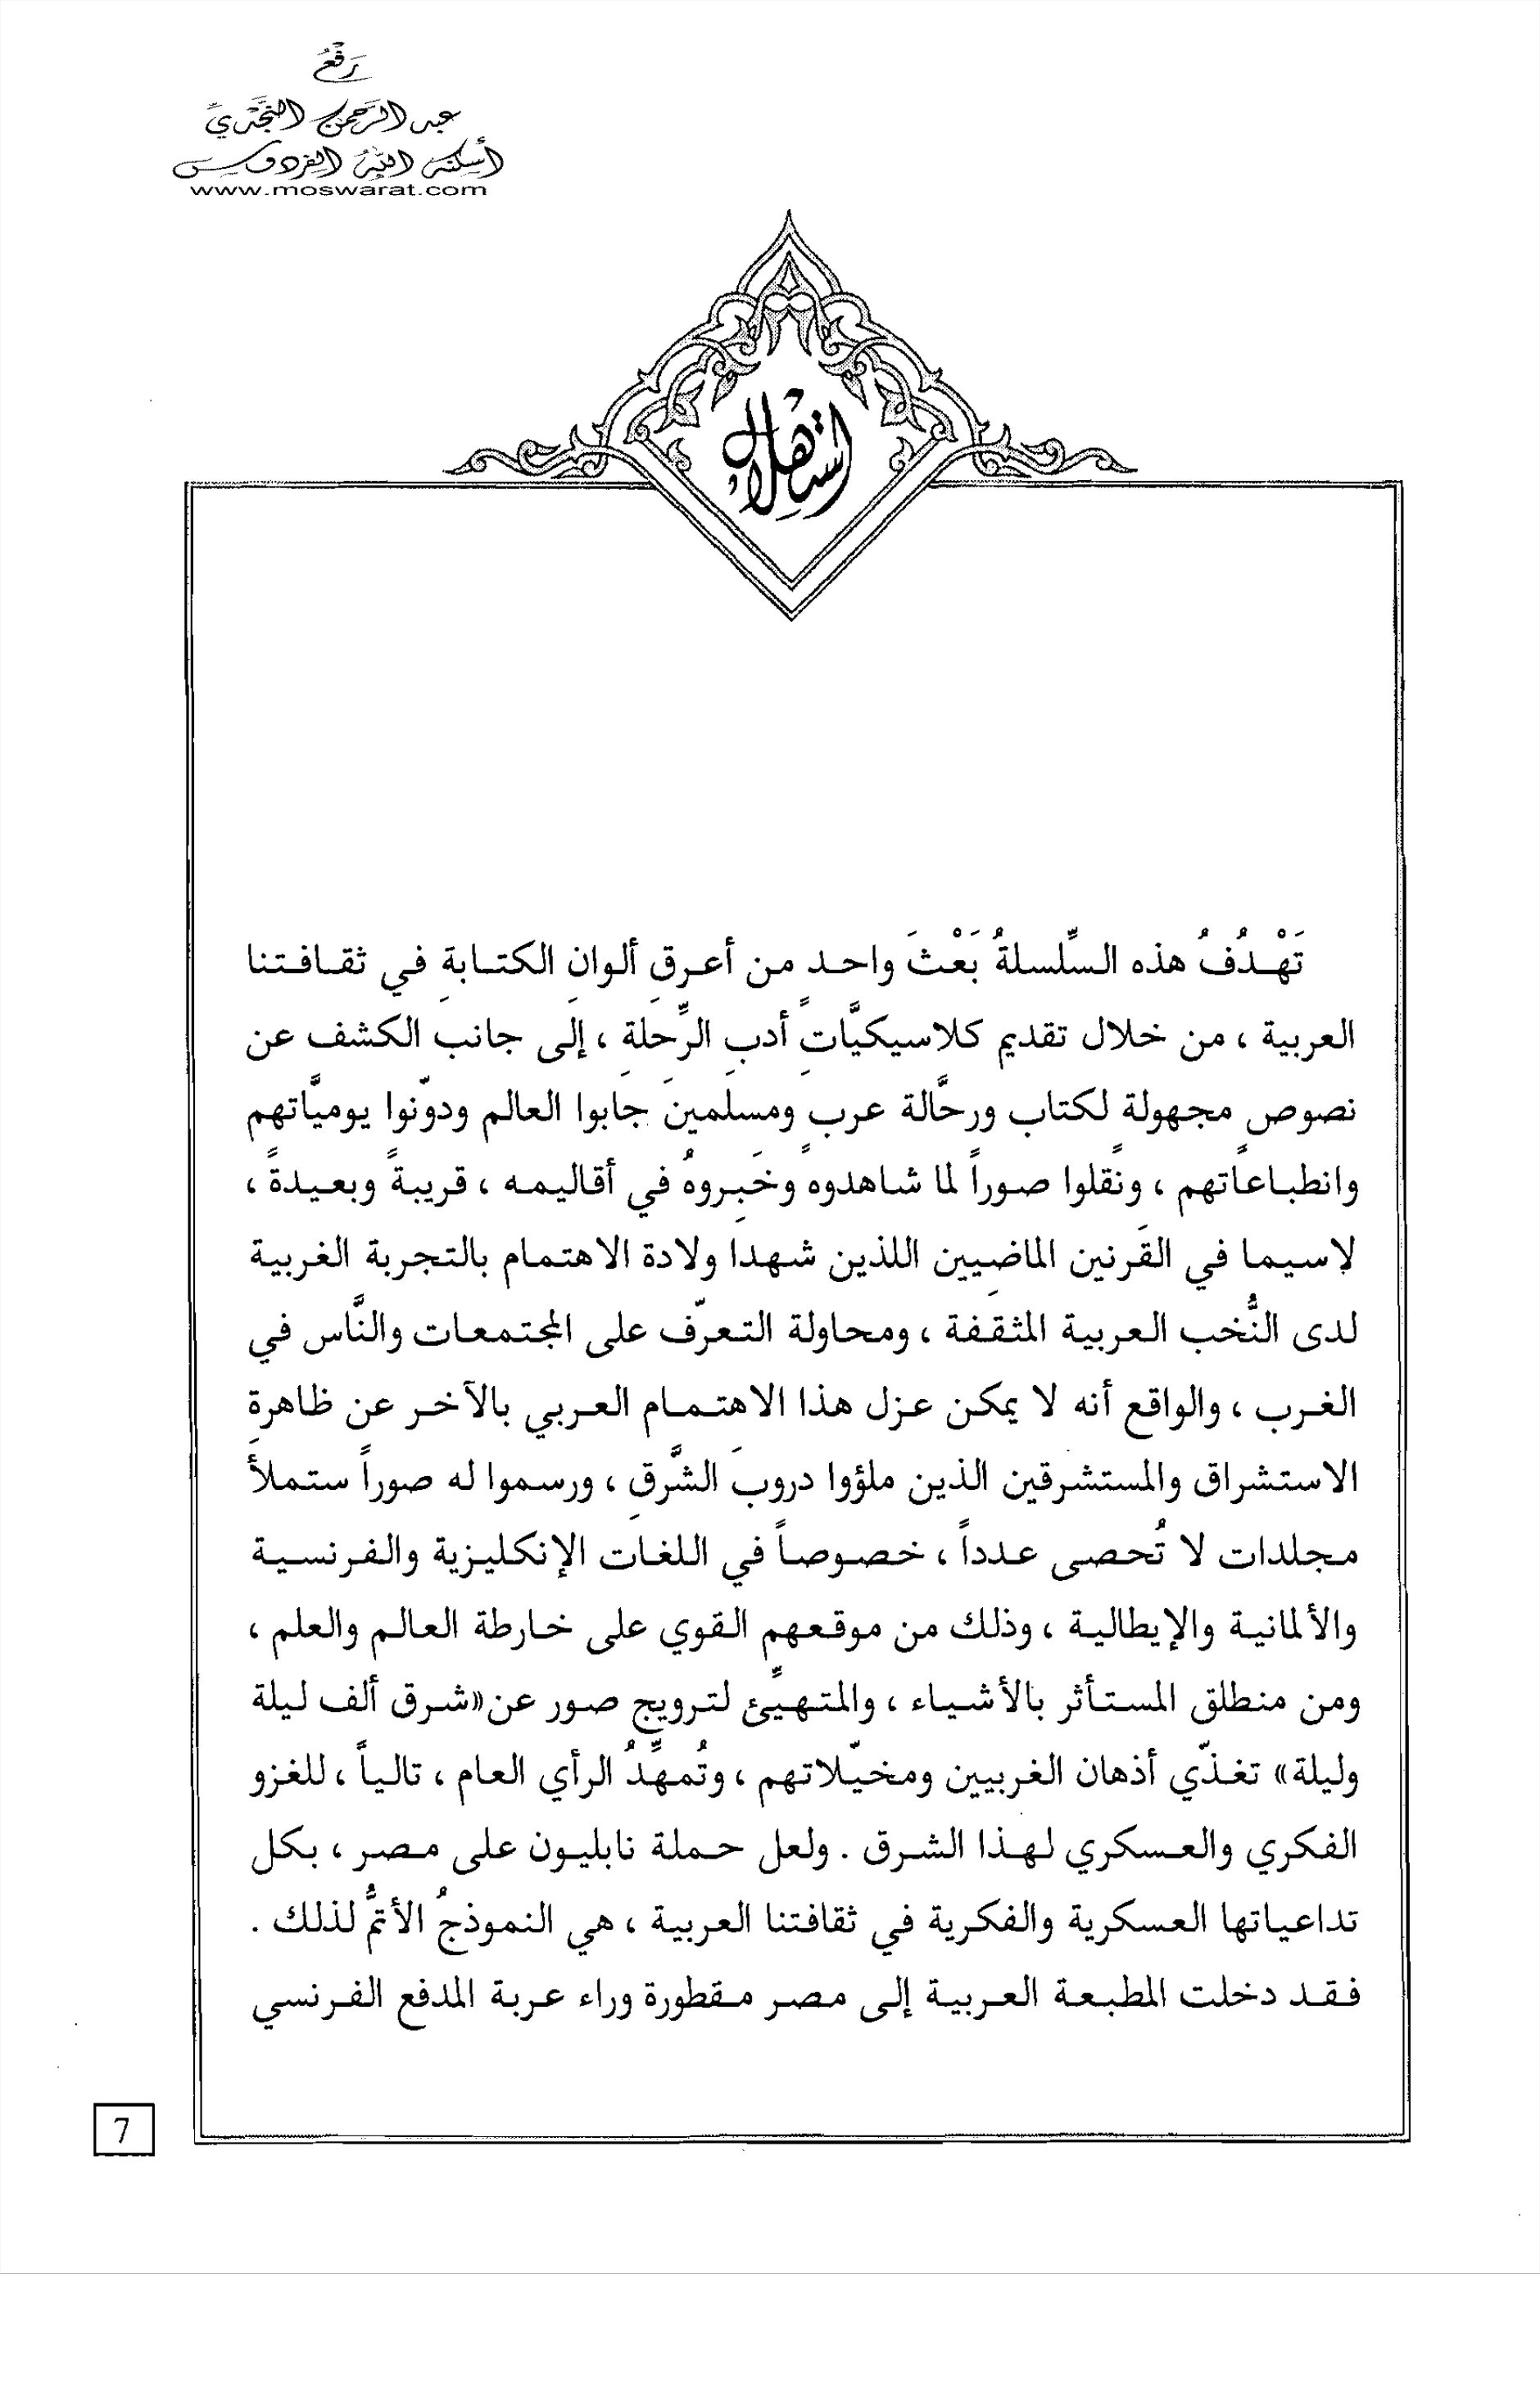 رَفْعُ
عبد الرَّحمن النَّجْدِيِّ
أسكنه اللهُ الفردوس
www.moswarat.com
استهلال
تَهْدُفُ هذه السِّلسلةُ بَعْثَ واحد من أعرق ألوان الكتابة في ثقافتنا
العربية ، من خلال تقديم كلاسيكيَّات أدبِ الرِّحلة ، إلى جانب الكشف عن
نصوص مجهولة لكتاب ورحَّالة عرب ومسلمين جابوا العالم ودوّنوا يوميَّاتهم
وانطباعاتهم ، ونقلوا صوراً لما شاهدوه وخَبِروهُ في أقاليمه ، قريبةً وبعيدةً ،
لاسيما في القرنين الماضيين اللذين شهدا ولادة الاهتمام بالتجربة الغربية
لدى النُّخب العربية المثقفة ، ومحاولة التعرّف على المجتمعات والنَّاس في
الغرب ، والواقع أنه لا يمكن عزل هذا الاهتمام العربي بالآخر عن ظاهرة
الاستشراق والمستشرقين الذين ملؤوا دروبَ الشَّرق ، ورسموا له صوراً ستملأ
مجلدات لا تُحصى عدداً ، خصوصاً في اللغات الإنكليزية والفرنسية
والألمانية والإيطالية ، وذلك من موقعهم القوي على خارطة العالم والعلم ،
ومن منطلق المستأثر بالأشياء ، والمتهيِّئ لترويج صور عن«شرق ألف ليلة
وليلة» تغذّي أذهان الغربيين ومخيّلاتهم ، وتُمهِّدُ الرأي العام ، تالياً ، للغزو
الفكري والعسكري لهذا الشرق . ولعل حملة نابليون على مصر ، بكل
تداعياتها العسكرية والفكرية في ثقافتنا العربية ، هي النموذجُ الأتمُّ لذلك .
فقد دخلت المطبعة العربية إلى مصر مقطورة وراء عربة المدفع الفرنسي
7